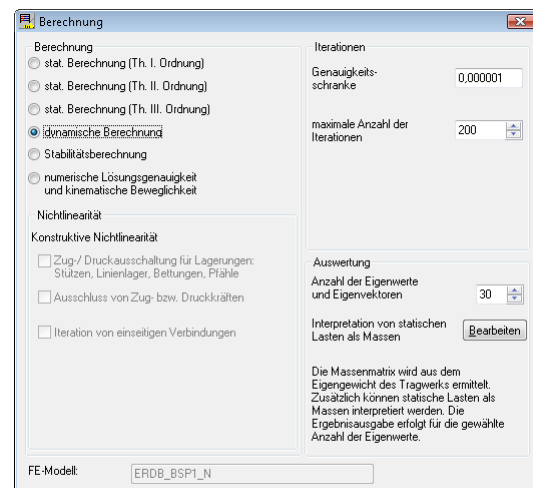 Berechnung
Berechnung
stat. Berechnung (Th. I. Ordnung)
stat. Berechnung (Th. II. Ordnung)
stat. Berechnung (Th. III. Ordnung)
dynamische Berechnung
Stabilitätsberechnung
numerische Lösungsgenauigkeit
und kinematische Beweglichkeit
Nichtlinearität
Konstruktive Nichtlinearität
Zug-/ Druckausschaltung für Lagerungen:
Stützen, Linienlager, Bettungen, Pfähle
Ausschluss von Zug- bzw. Druckkräften
Iteration von einseitigen Verbindungen
Iterationen
Genauigkeits-
schranke
0,000001
maximale Anzahl der
Iterationen
200
Auswertung
Anzahl der Eigenwerte
und Eigenvektoren
30
Interpretation von statischen
Lasten als Massen
Bearbeiten
Die Massenmatrix wird aus dem
Eigengewicht des Tragwerks ermittelt.
Zusätzlich können statische Lasten als
Massen interpretiert werden. Die
Ergebnisausgabe erfolgt für die gewählte
Anzahl der Eigenwerte.
FE-Modell:
ERDB_BSP1_N